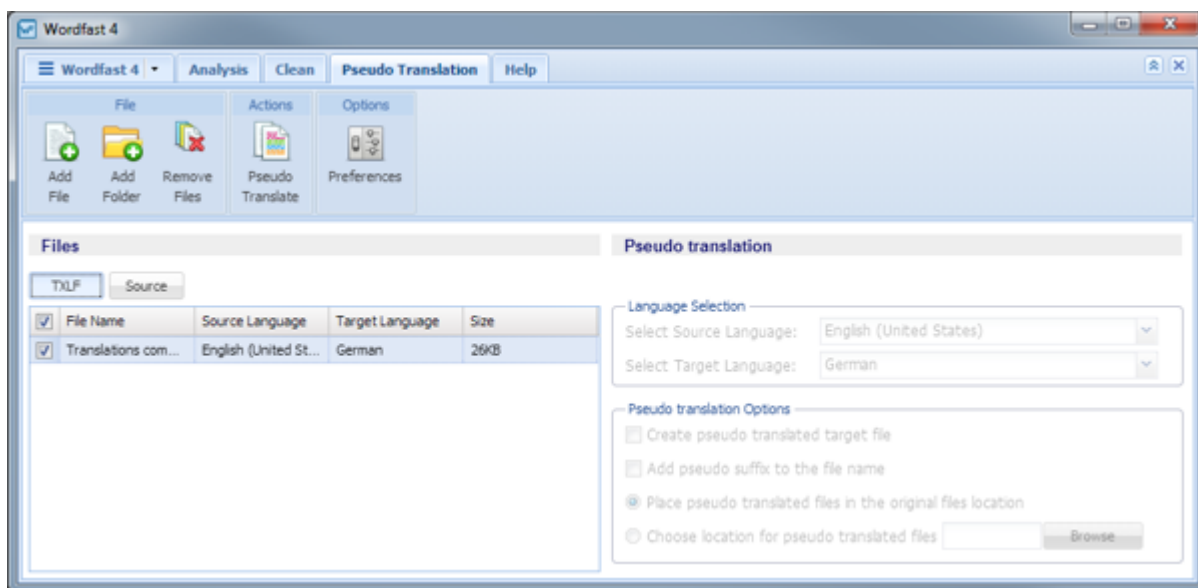 Wordfast 4
Wordfast 4 Analysis Clean Pseudo Translation Help
File Actions Options
Add File
Add Folder
Remove Files
Pseudo Translate
Preferences
Files
TXLF Source
File Name Source Language Target Language Size
Translations com... English (United St... German 26KB
Pseudo translation
Language Selection
Select Source Language: English (United States)
Select Target Language: German
Pseudo translation Options
Create pseudo translated target file
Add pseudo suffix to the file name
Place pseudo translated files in the original files location
Choose location for pseudo translated files Browse